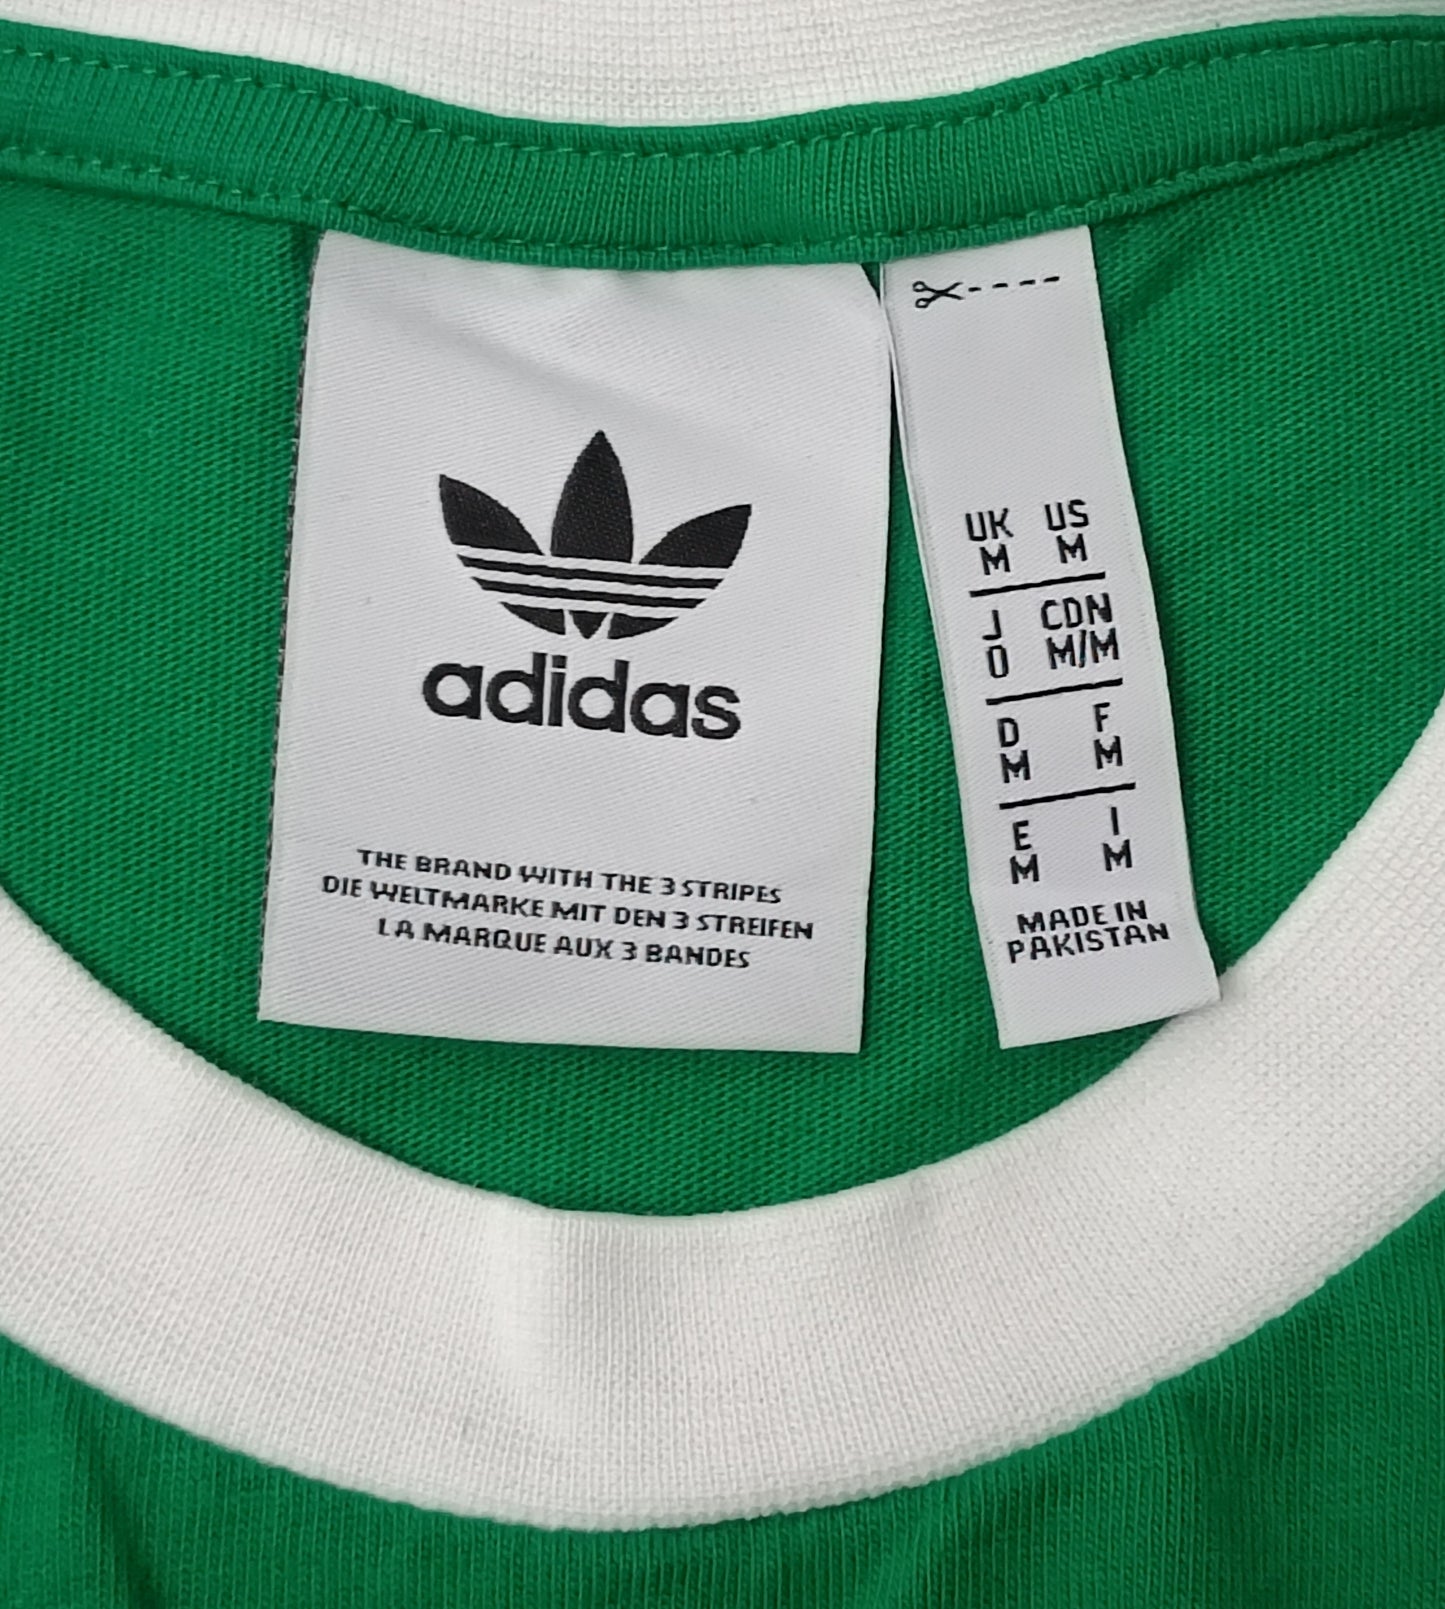 adidas
THE BRAND WITH THE 3 STRIPES
DIE WELTMARKE MIT DEN 3 STREIFEN
LA MARQUE AUX 3 BANDES
UK US
M M
J CDN
O M/M
D F
M M
E I
M M
MADE IN
PAKISTAN